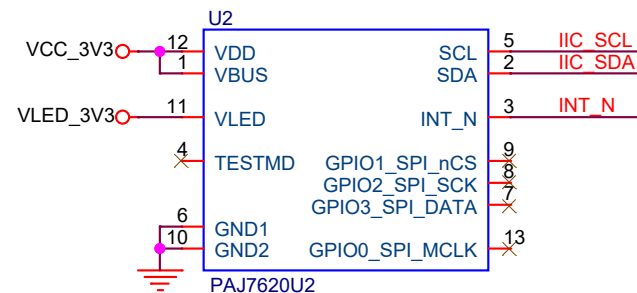 U2
VCC_3V3 12 VDD SCL 5 IIC_SCL
1 VBUS SDA 2 IIC_SDA
VLED_3V3 11 VLED INT_N 3 INT_N
4 TESTMD GPIO1_SPI_nCS 9
GPIO2_SPI_SCK 8
GPIO3_SPI_DATA 7
6 GND1
10 GND2 GPIO0_SPI_MCLK 13
PAJ7620U2